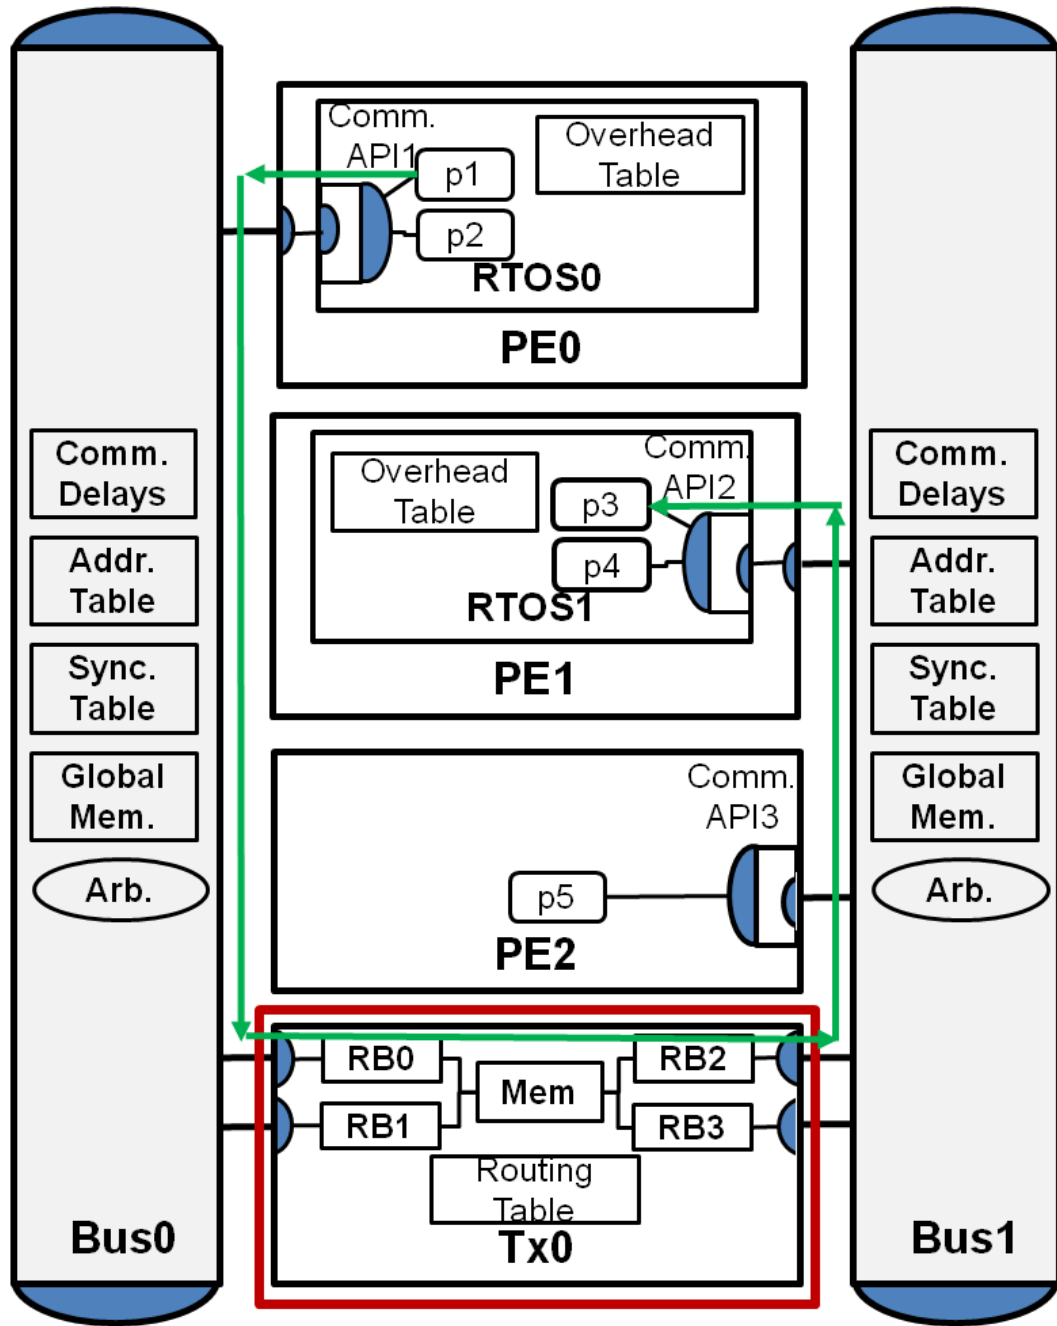 Comm.
API1
p1
p2
Overhead
Table
RTOS0
PE0
Comm.
Delays
Addr.
Table
Sync.
Table
Global
Mem.
Arb.
Bus0
Overhead
Table
Comm.
API2
p3
p4
RTOS1
PE1
Comm.
API3
p5
PE2
RB0
RB1
Mem
RB2
RB3
Routing
Table
Tx0
Comm.
Delays
Addr.
Table
Sync.
Table
Global
Mem.
Arb.
Bus1